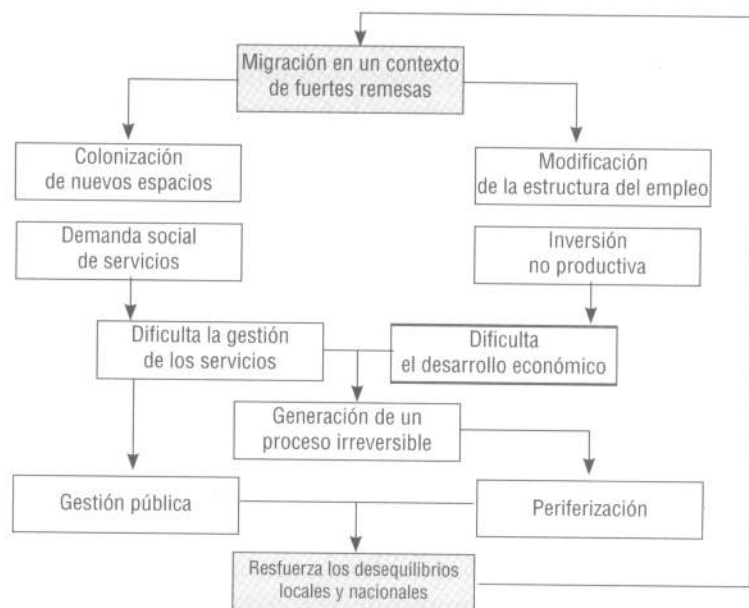 Migración en un contexto
de fuertes remesas
Colonización
de nuevos espacios
Modificación
de la estructura del empleo
Demanda social
de servicios
Inversión
no productiva
Dificulta la gestión
de los servicios
Dificulta
el desarrollo económico
Generación de un
proceso irreversible
Gestión pública
Periferización
Resfuerza los desequilibrios
locales y nacionales